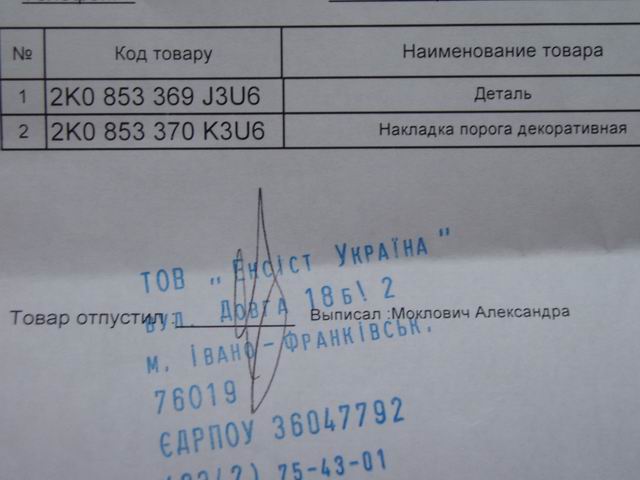 № Код товару Наименование товара
1 2K0 853 369 J3U6 Деталь
2 2K0 853 370 K3U6 Накладка порога декоративная
ТОВ „Енсіст Україна"
вул. Довга 18б! 2
Товар отпустил: Выписал :Моклович Александра
м. Івано-Франківськ.
76019
ЄДРПОУ 36047792
75-43-01